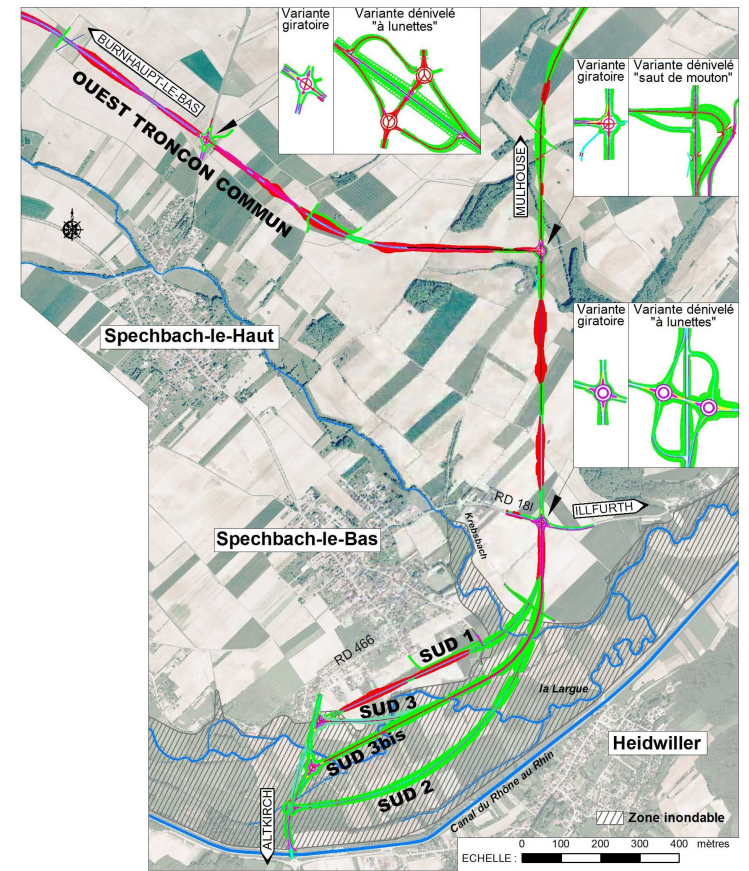 Variante
giratoire
Variante dénivelé
"à lunettes"
BURNHAUPT-LE-BAS
OUEST TRONCON COMMUN
MULHOUSE
Variante
giratoire
Variante dénivelé
"saut de mouton"
Spechbach-le-Haut
Variante
giratoire
Variante dénivelé
"à lunettes"
RD 18I
ILLFURTH
Krebsbach
Spechbach-le-Bas
RD 466
SUD 1
la Largue
SUD 3
SUD 3bis
SUD 2
Heidwiller
Canal du Rhône au Rhin
ALTKIRCH
Zone inondable
ECHELLE :
0 100 200 300 400 mètres